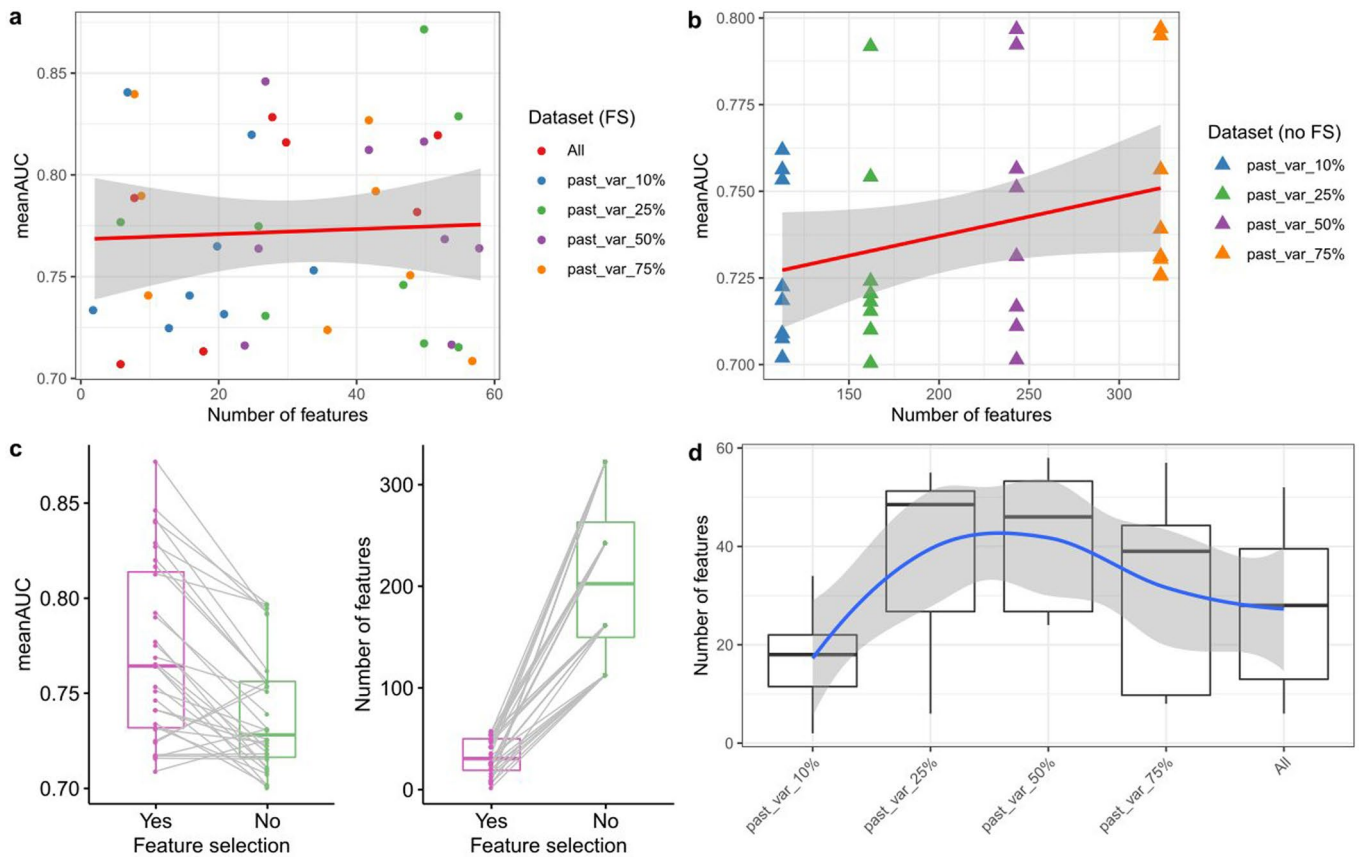 a
0.85
0.80
0.75
0.70
meanAUC
0
20
40
60
Number of features
Dataset (FS)
All
past_var_10%
past_var_25%
past_var_50%
past_var_75%
b
0.800
0.775
0.750
0.725
0.700
meanAUC
150
200
250
300
Number of features
Dataset (no FS)
past_var_10%
past_var_25%
past_var_50%
past_var_75%
c
0.85
0.80
0.75
0.70
meanAUC
Yes
No
Feature selection
300
200
100
0
Number of features
Yes
No
Feature selection
d
60
40
20
0
Number of features
past_var_10%
past_var_25%
past_var_50%
past_var_75%
All